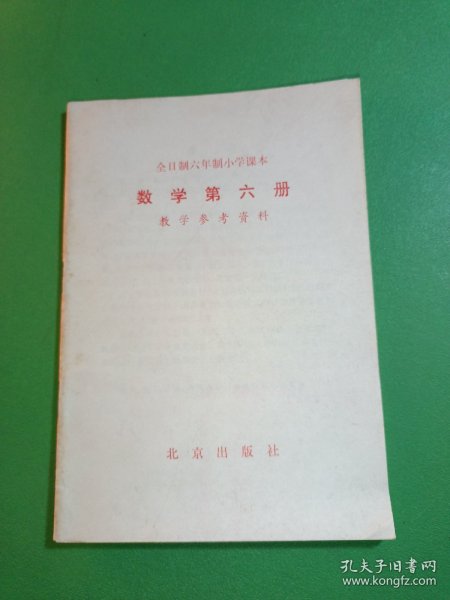 全日制六年制小学课本
数学第六册
教学参考资料
北京出版社
孔夫子旧书网
www.kongfz.com